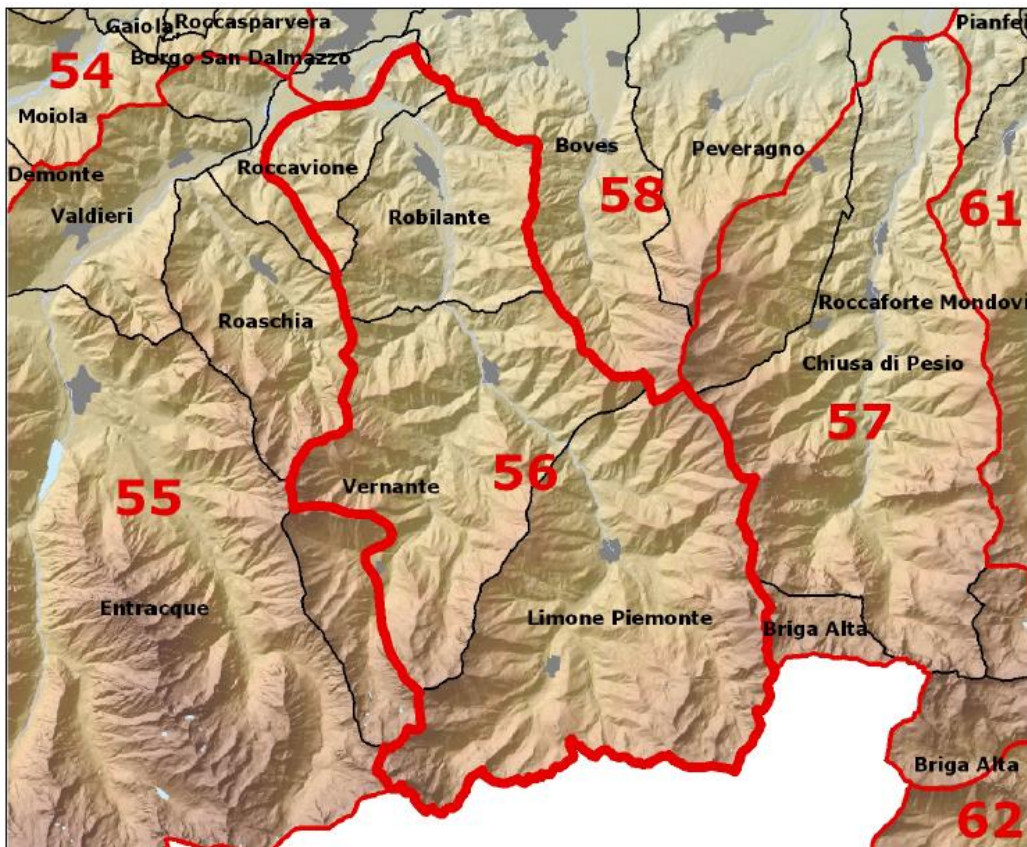 Gaiola
Roccasparvera
Pianfe
Borgo San Dalmazzo
54
Moiola
Boves
Peveragno
Demonte
Roccavione
58
61
Valdieri
Robilante
Roaschia
Roccaforte Mondovi
Chiusa di Pesio
57
56
Vernante
55
Entracque
Limone Piemonte
Briga Alta
Briga Alta
62